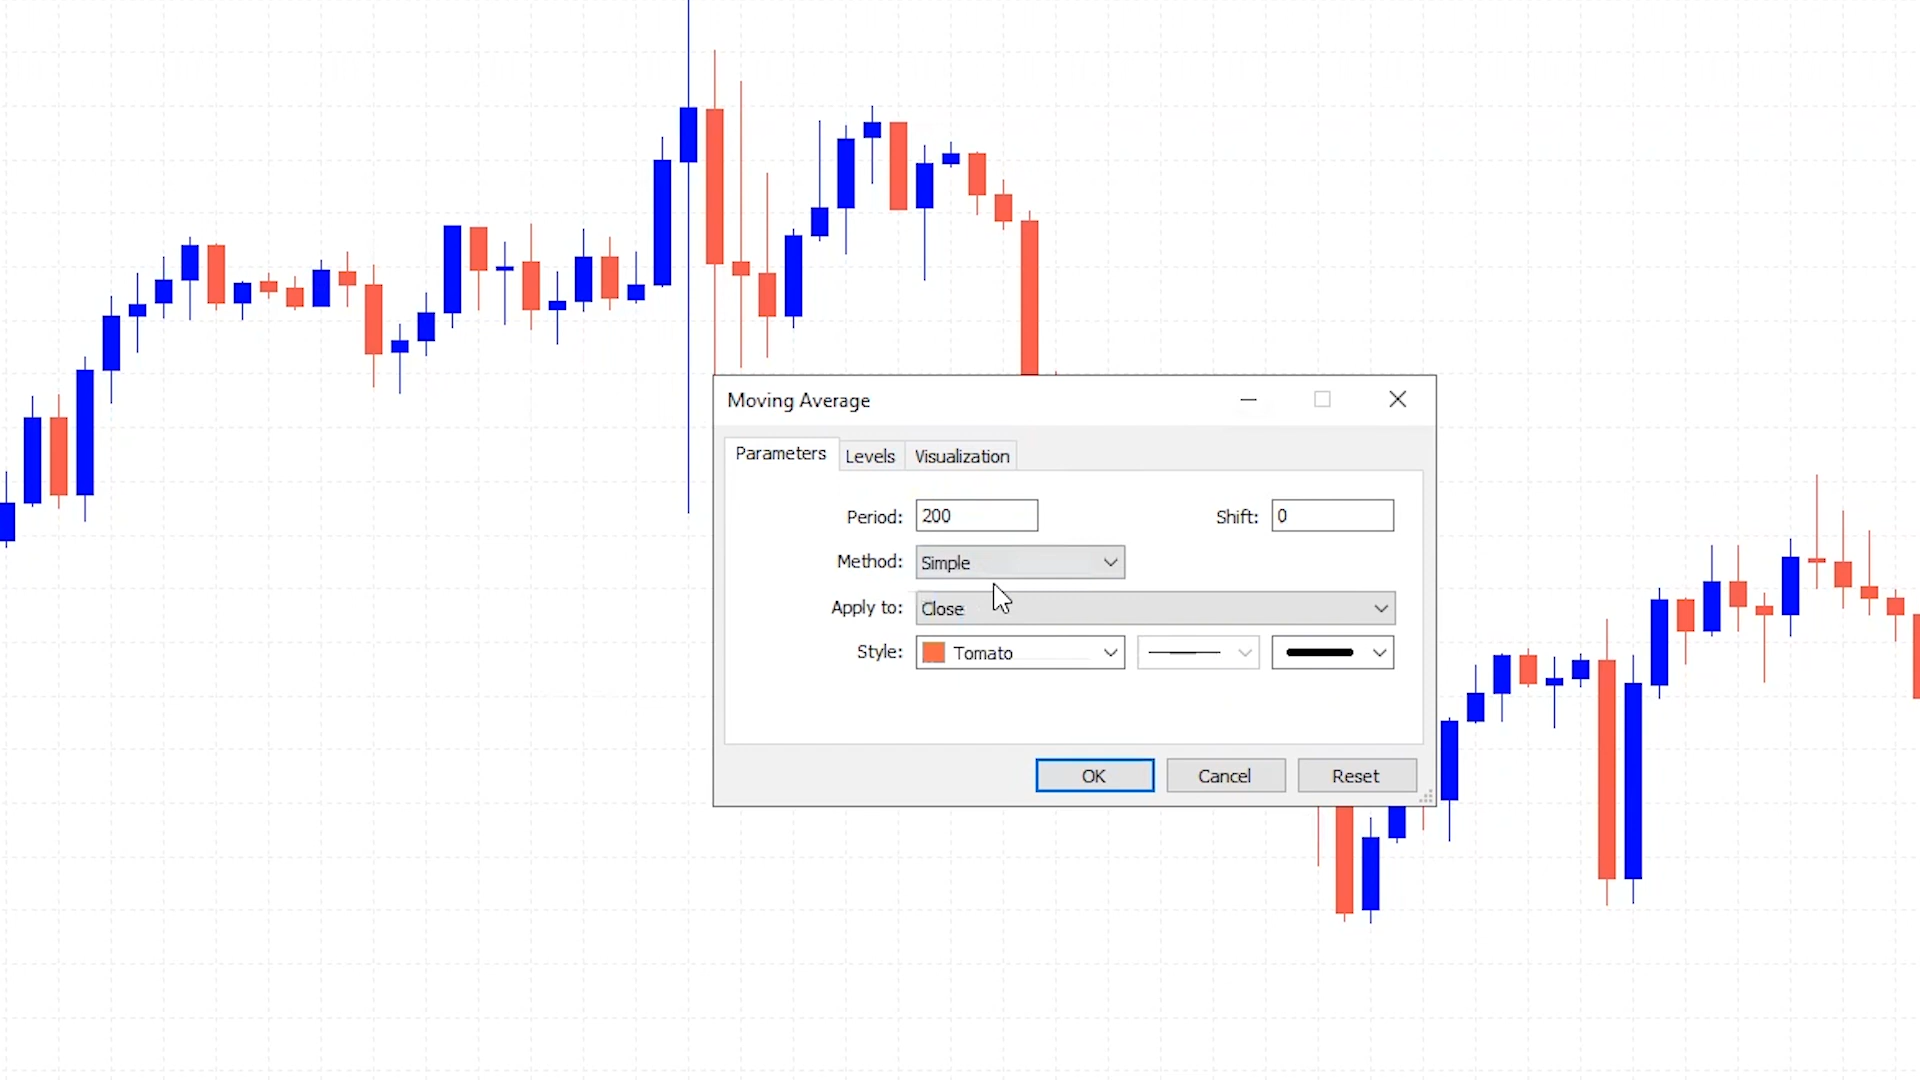 Moving Average
Parameters Levels Visualization
Period: 200 Shift: 0
Method: Simple
Apply to: Close
Style: Tomato
OK Cancel Reset